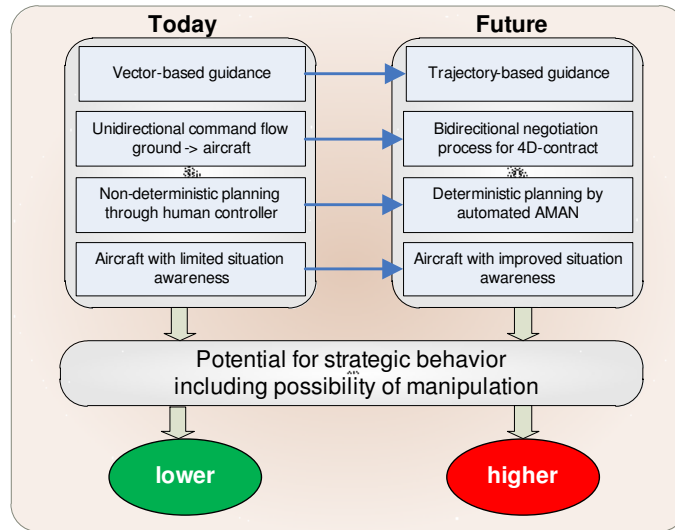 Today
Future
Vector-based guidance
Trajectory-based guidance
Unidirectional command flow
ground -> aircraft
Bidirecitional negotiation
process for 4D-contract
Non-deterministic planning
through human controller
Deterministic planning by
automated AMAN
Aircraft with limited situation
awareness
Aircraft with improved situation
awareness
Potential for strategic behavior
including possibility of manipulation
lower
higher